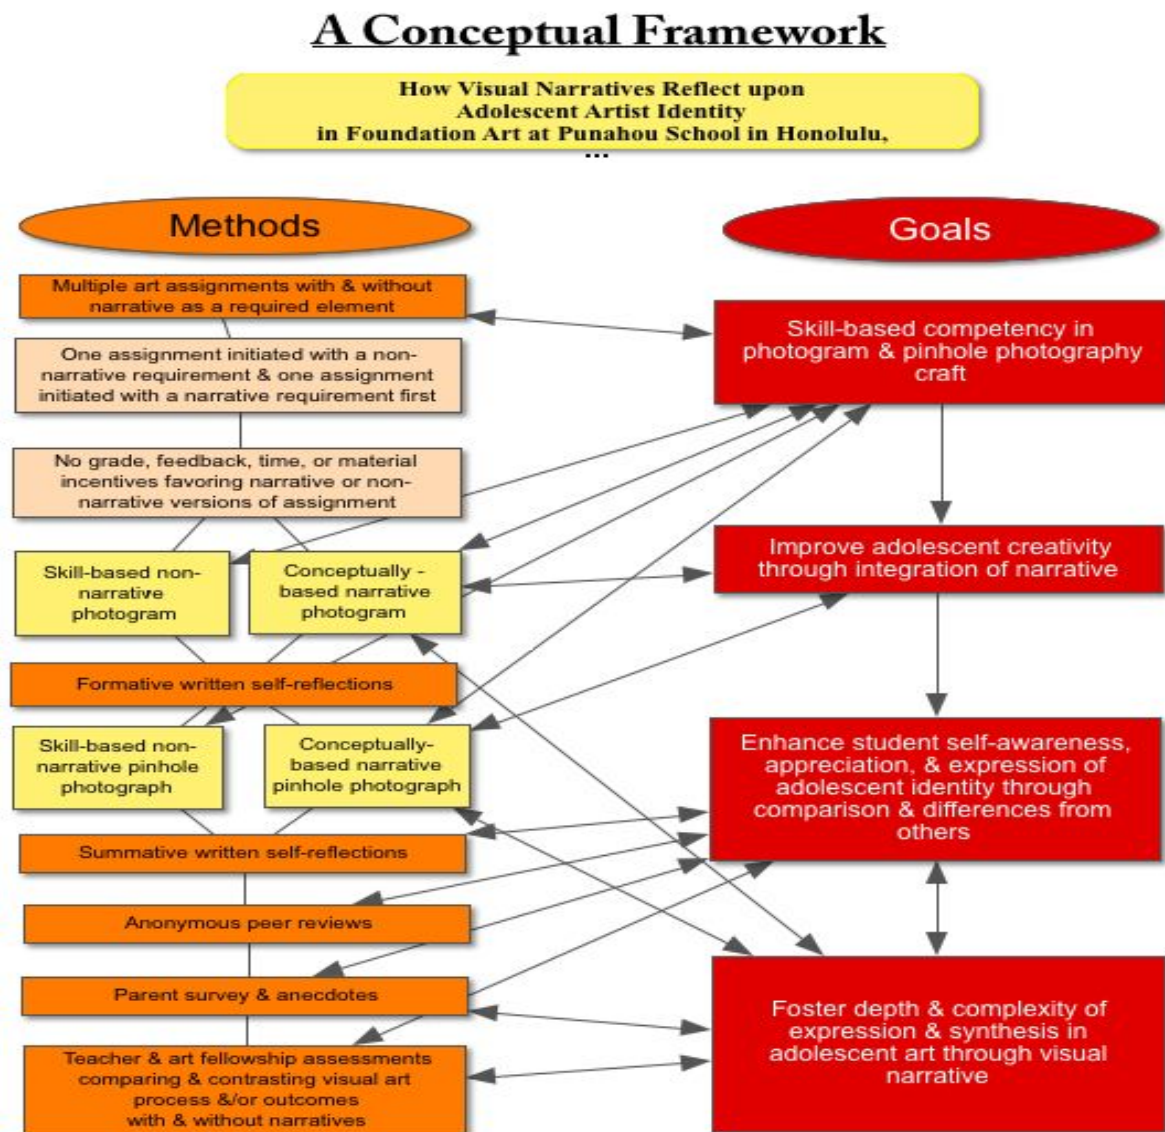 A Conceptual Framework
How Visual Narratives Reflect upon
Adolescent Artist Identity
in Foundation Art at Punahou School in Honolulu,
...
Methods
Goals
Multiple art assignments with & without
narrative as a required element
One assignment initiated with a non-
narrative requirement & one assignment
initiated with a narrative requirement first
No grade, feedback, time, or material
incentives favoring narrative or non-
narrative versions of assignment
Skill-based non-
narrative
photogram
Conceptually -
based narrative
photogram
Formative written self-reflections
Skill-based non-
narrative pinhole
photograph
Conceptually-
based narrative
pinhole photograph
Summative written self-reflections
Anonymous peer reviews
Parent survey & anecdotes
Teacher & art fellowship assessments
comparing & contrasting visual art
process &/or outcomes
with & without narratives
Skill-based competency in
photogram & pinhole photography
craft
Improve adolescent creativity
through integration of narrative
Enhance student self-awareness,
appreciation, & expression of
adolescent identity through
comparison & differences from
others
Foster depth & complexity of
expression & synthesis in
adolescent art through visual
narrative